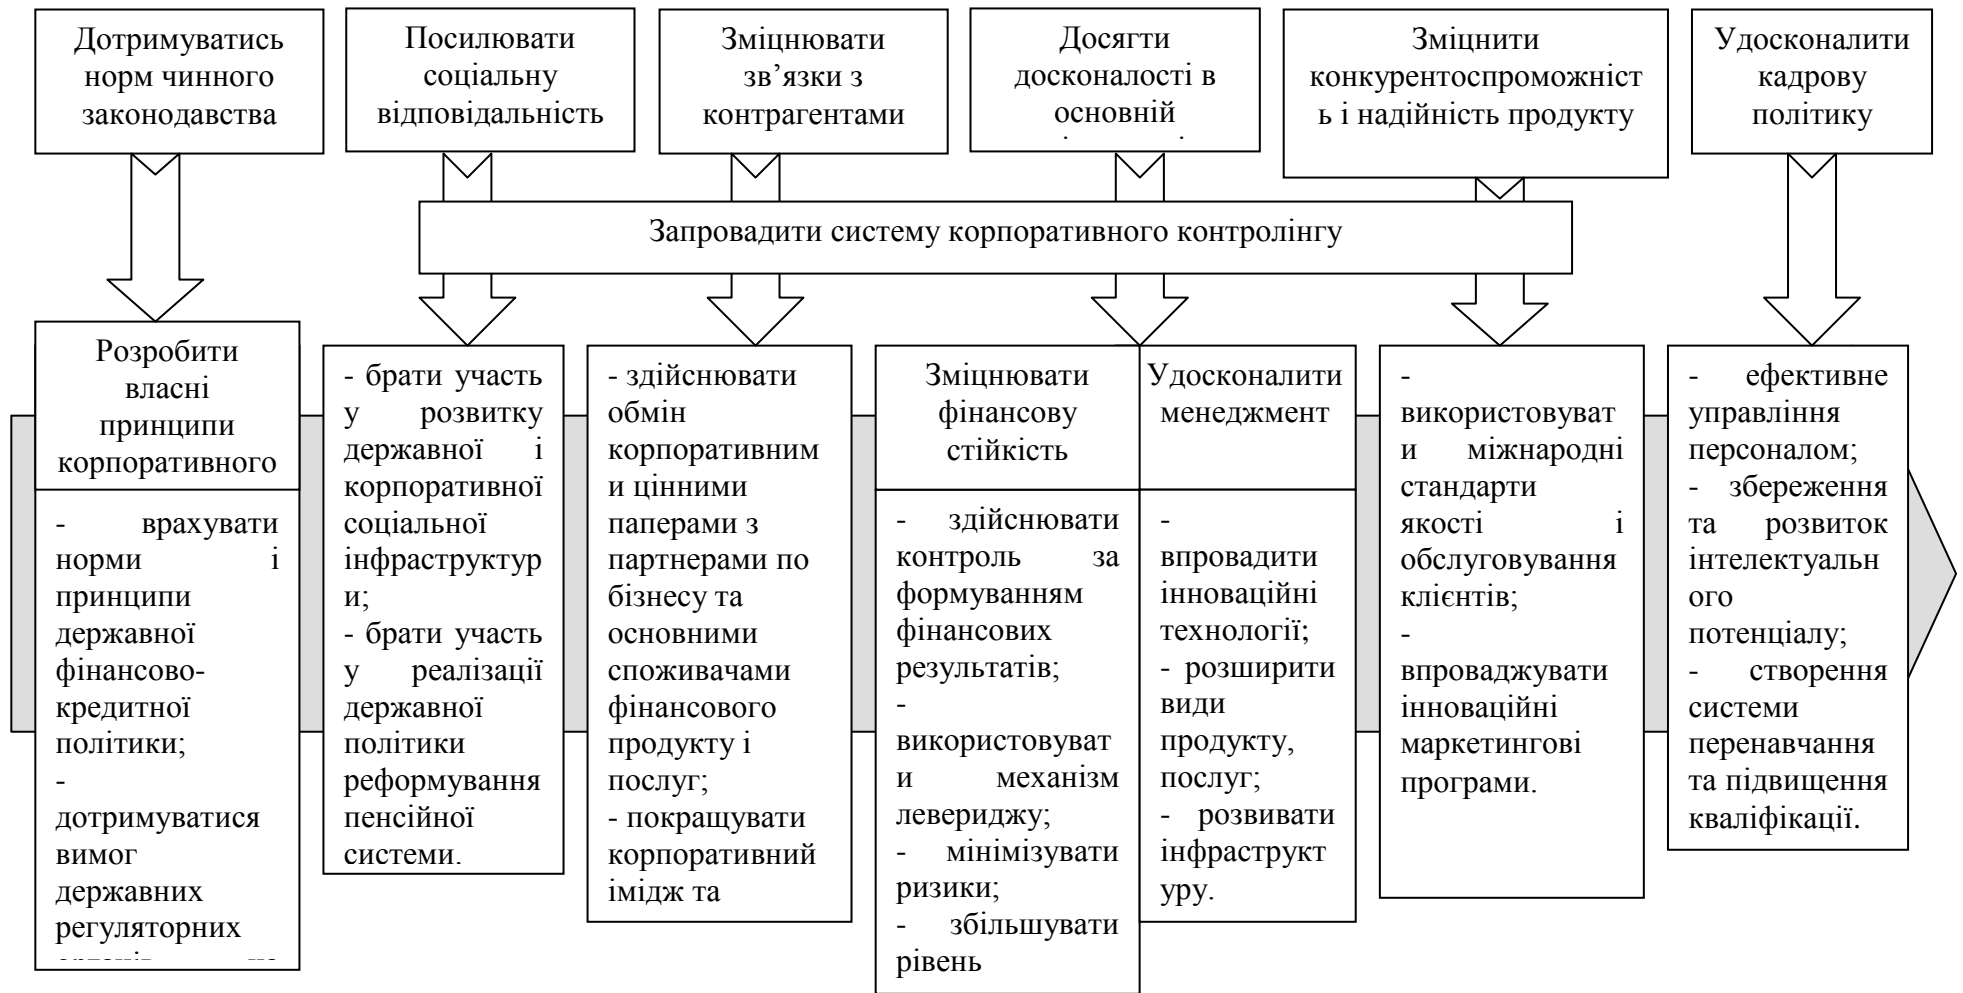 Дотримуватись
норм чинного
законодавства
Посилювати
соціальну
відповідальність
Зміцнювати
зв’язки з
контрагентами
Досягти
досконалості в
основній
Зміцнити
конкурентоспроможніст
ь і надійність продукту
Удосконалити
кадрову
політику
Запровадити систему корпоративного контролінгу
Розробити
власні
принципи
корпоративного
- врахувати
норми і
принципи
державної
фінансово-
кредитної
політики;
-
дотримуватися
вимог
державних
регуляторних
- брати участь
у розвитку
державної і
корпоративної
соціальної
інфраструктур
и;
- брати участь
у реалізації
державної
політики
реформування
пенсійної
системи.
- здійснювати
обмін
корпоративним
и цінними
паперами з
партнерами по
бізнесу та
основними
споживачами
фінансового
продукту і
послуг;
- покращувати
корпоративний
імідж та
Зміцнювати
фінансову
стійкість
- здійснювати
контроль за
формуванням
фінансових
результатів;
-
використовуват
и механізм
левериджу;
- мінімізувати
ризики;
- збільшувати
рівень
Удосконалити
менеджмент
-
впровадити
інноваційні
технології;
- розширити
види
продукту,
послуг;
- розвивати
інфраструкт
уру.
-
використовуват
и міжнародні
стандарти
якості і
обслуговування
клієнтів;
-
впроваджувати
інноваційні
маркетингові
програми.
- ефективне
управління
персоналом;
- збереження
та розвиток
інтелектуальн
ого
потенціалу;
- створення
системи
перенавчання
та підвищення
кваліфікації.